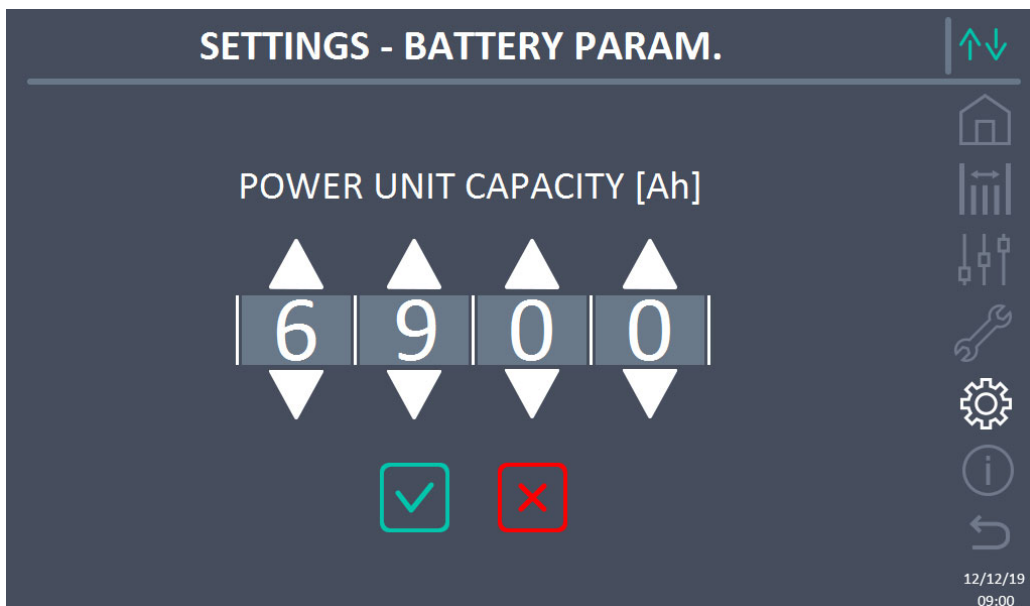 SETTINGS - BATTERY PARAM.
POWER UNIT CAPACITY [Ah]
6 9 0 0
12/12/19
09:00